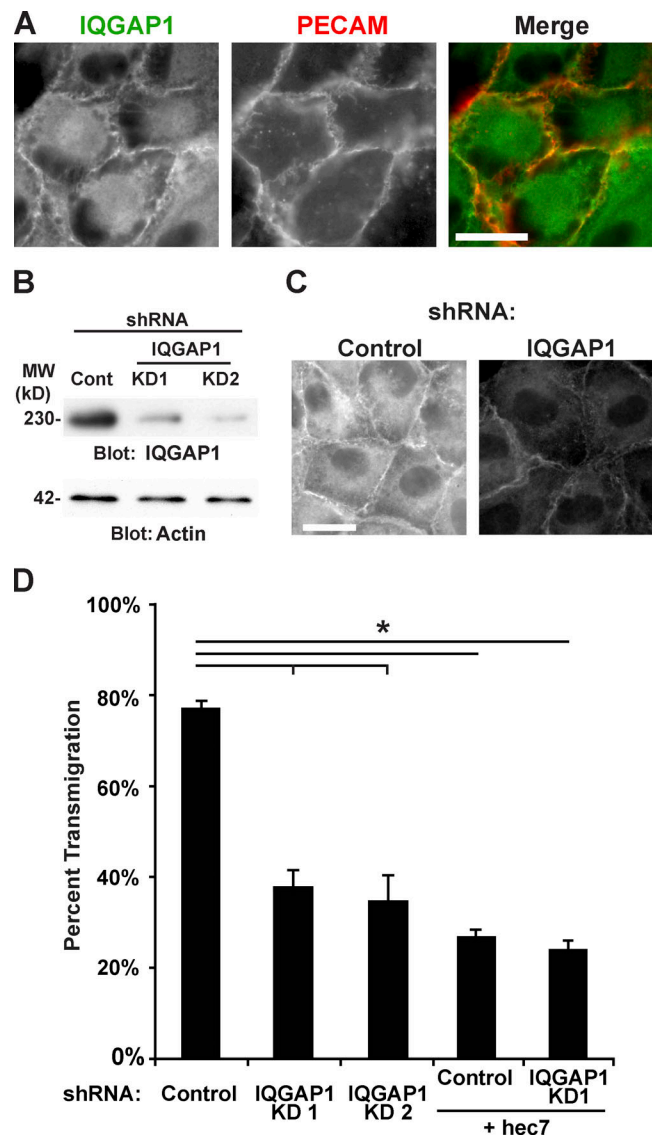 A
IQGAP1 PECAM Merge
B
shRNA
IQGAP1
MW
(kD)
Cont KD1 KD2
230-
Blot: IQGAP1
42-
Blot: Actin
C
shRNA:
Control IQGAP1
D
Percent Transmigration
100%
80%
60%
40%
20%
0%
*
shRNA: Control IQGAP1 KD 1 IQGAP1 KD 2 Control IQGAP1 KD1
+ hec7